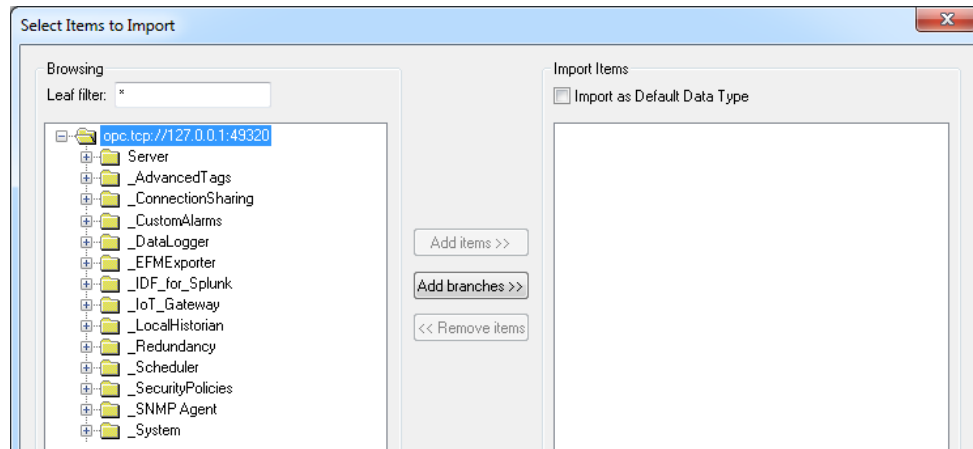 Select Items to Import
Browsing
Leaf filter: *
opc.tcp://127.0.0.1:49320
Server
_AdvancedTags
_ConnectionSharing
_CustomAlarms
_DataLogger
_EFMExporter
_IDF_for_Splunk
_IoT_Gateway
_LocalHistorian
_Redundancy
_Scheduler
_SecurityPolicies
_SNMP Agent
_System
Add items >>
Add branches >>
<< Remove items
Import Items
Import as Default Data Type